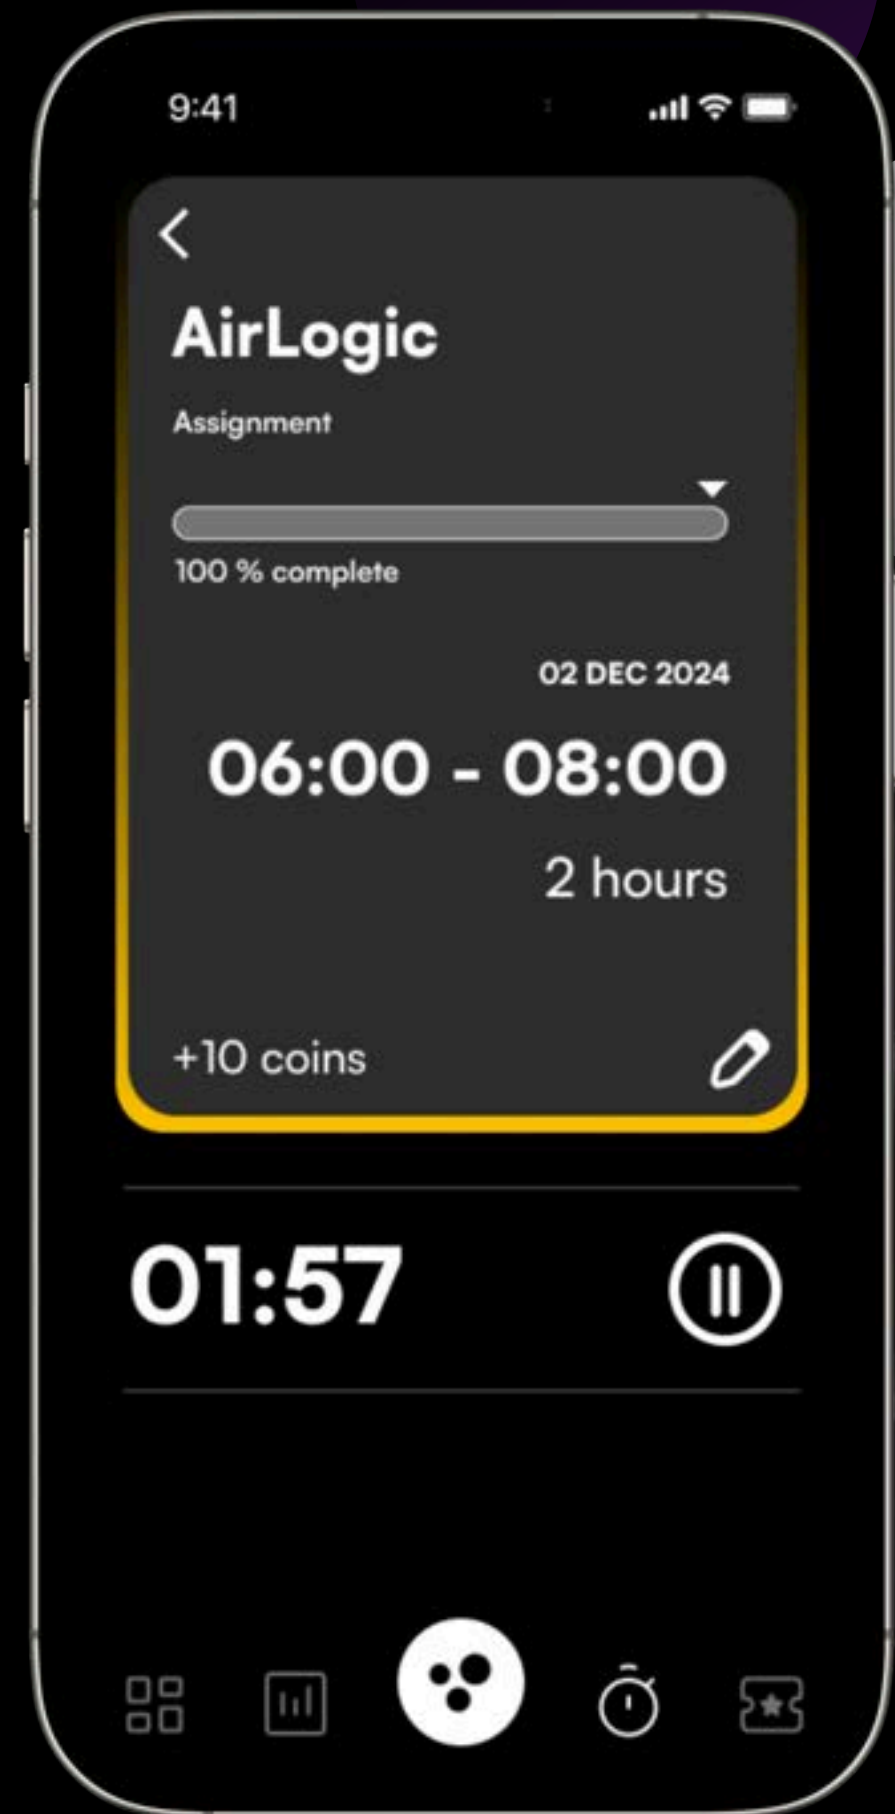 9:41
AirLogic
Assignment
100 % complete
02 DEC 2024
06:00 - 08:00
2 hours
+10 coins
01:57